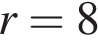 r = 8